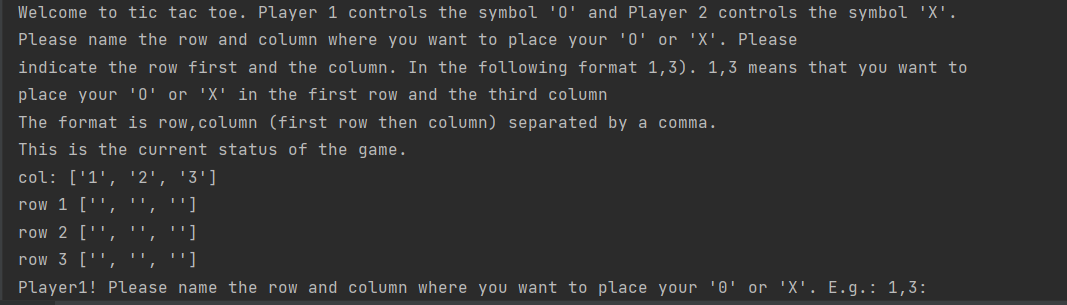 Welcome to tic tac toe. Player 1 controls the symbol 'O' and Player 2 controls the symbol 'X'.
Please name the row and column where you want to place your 'O' or 'X'. Please
indicate the row first and the column. In the following format 1,3). 1,3 means that you want to
place your 'O' or 'X' in the first row and the third column
The format is row,column (first row then column) separated by a comma.
This is the current status of the game.
col: ['1', '2', '3']
row 1 ['', '', '']
row 2 ['', '', '']
row 3 ['', '', '']
Player1! Please name the row and column where you want to place your '0' or 'X'. E.g.: 1,3: